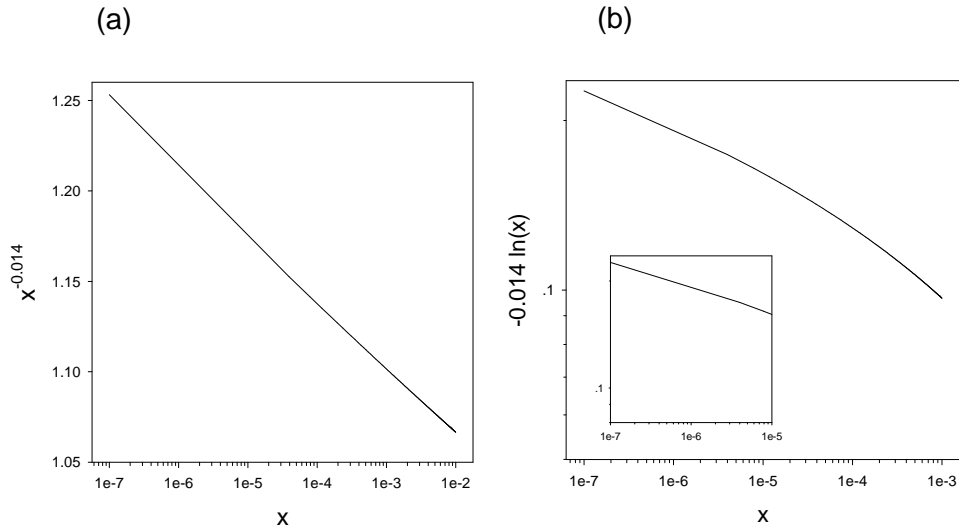 (a)
(b)
1.25
1.20
1.15
1.10
1.05
x^-0.014
1e-7 1e-6 1e-5 1e-4 1e-3 1e-2
x
-0.014 ln(x)
.1
.1
1e-7 1e-6 1e-5
1e-7 1e-6 1e-5 1e-4 1e-3
x